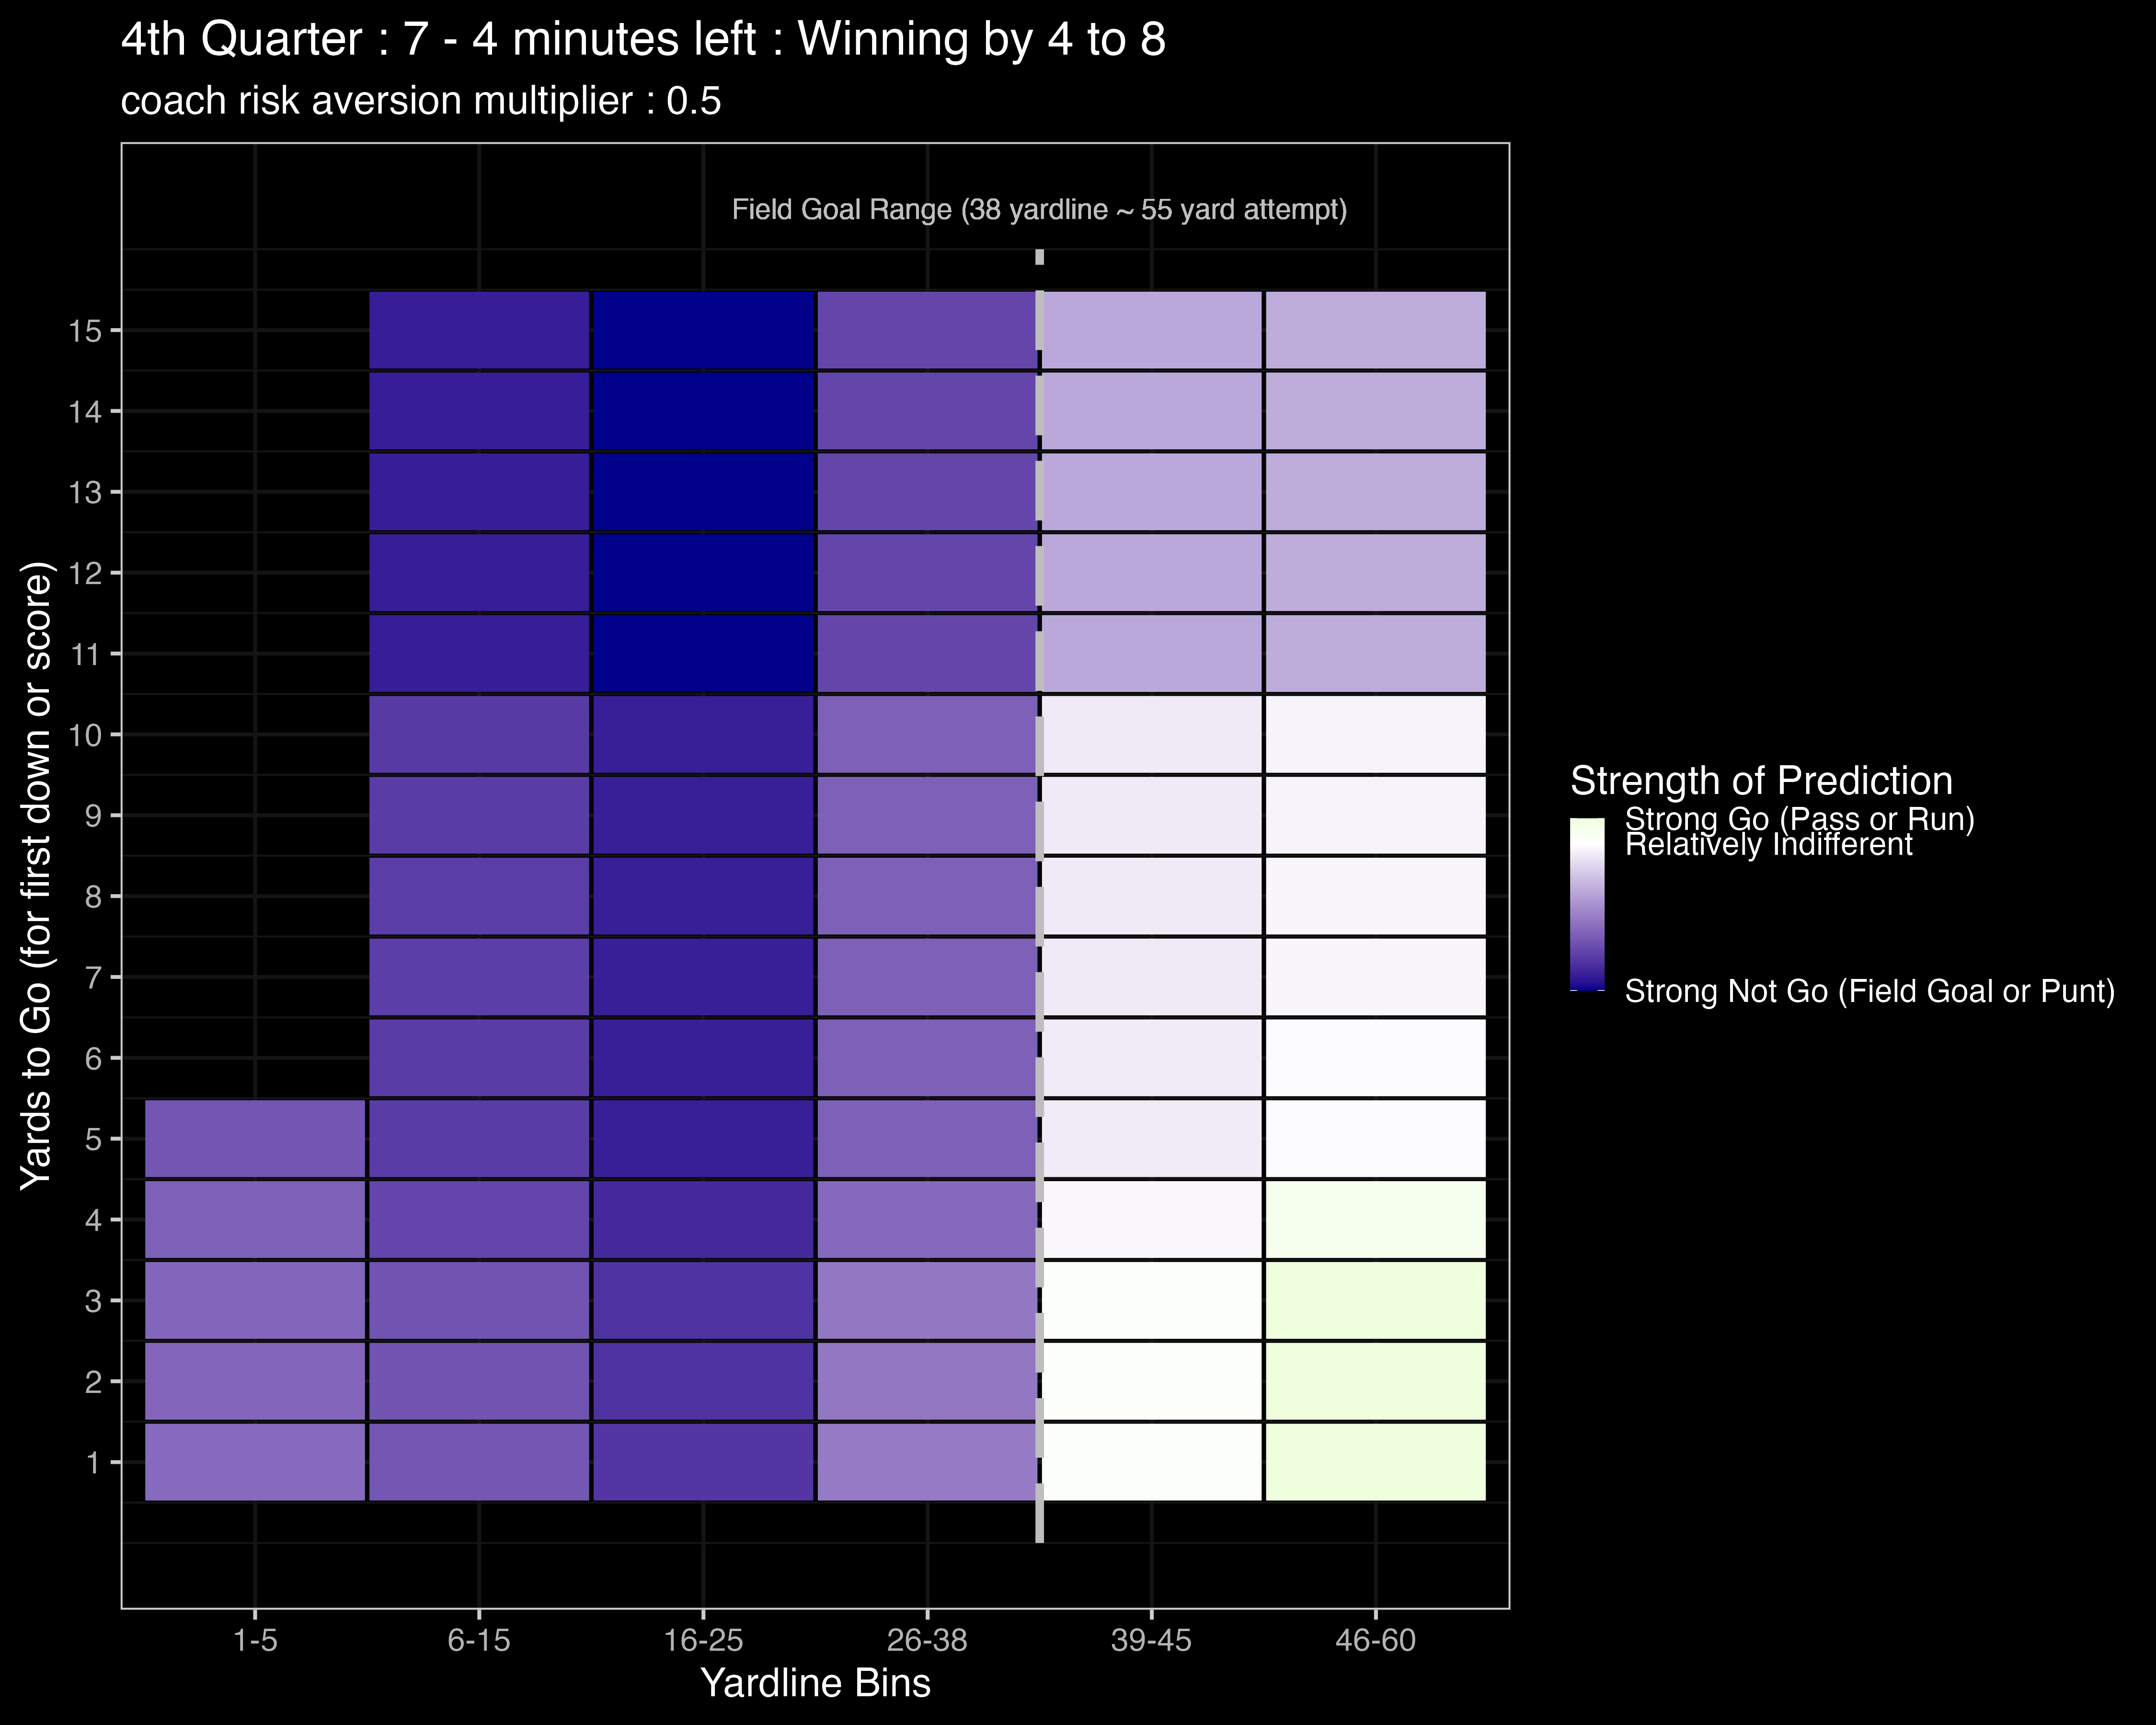 4th Quarter : 7 - 4 minutes left : Winning by 4 to 8
coach risk aversion multiplier : 0.5
Field Goal Range (38 yardline ~ 55 yard attempt)
Yards to Go (for first down or score)
15
14
13
12
11
10
9
8
7
6
5
4
3
2
1
1-5
6-15
16-25
26-38
39-45
46-60
Yardline Bins
Strength of Prediction
Strong Go (Pass or Run)
Relatively Indifferent
Strong Not Go (Field Goal or Punt)